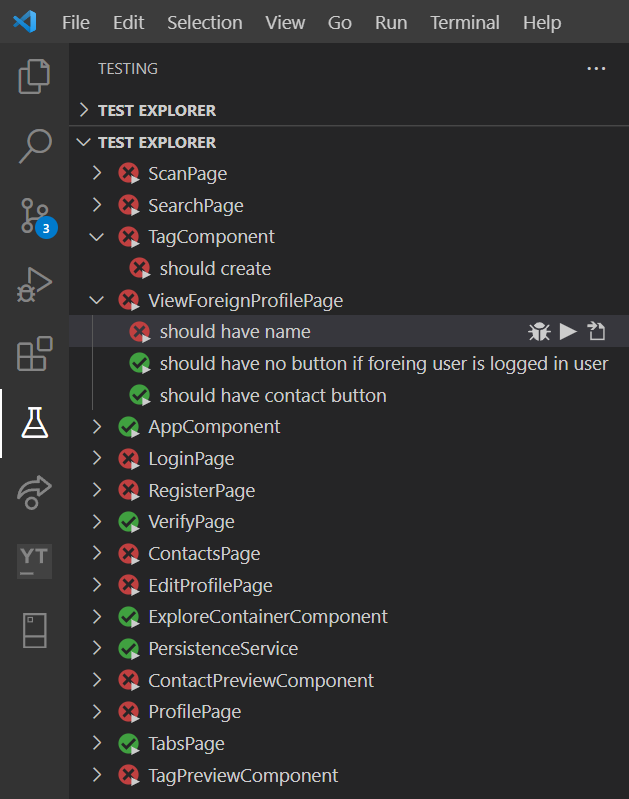 File Edit Selection View Go Run Terminal Help
TESTING ...
TEST EXPLORER
TEST EXPLORER
ScanPage
SearchPage
3
TagComponent
should create
ViewForeignProfilePage
should have name
should have no button if foreing user is logged in user
should have contact button
AppComponent
LoginPage
RegisterPage
VerifyPage
YT
ContactsPage
EditProfilePage
ExploreContainerComponent
PersistenceService
ContactPreviewComponent
ProfilePage
TabsPage
TagPreviewComponent